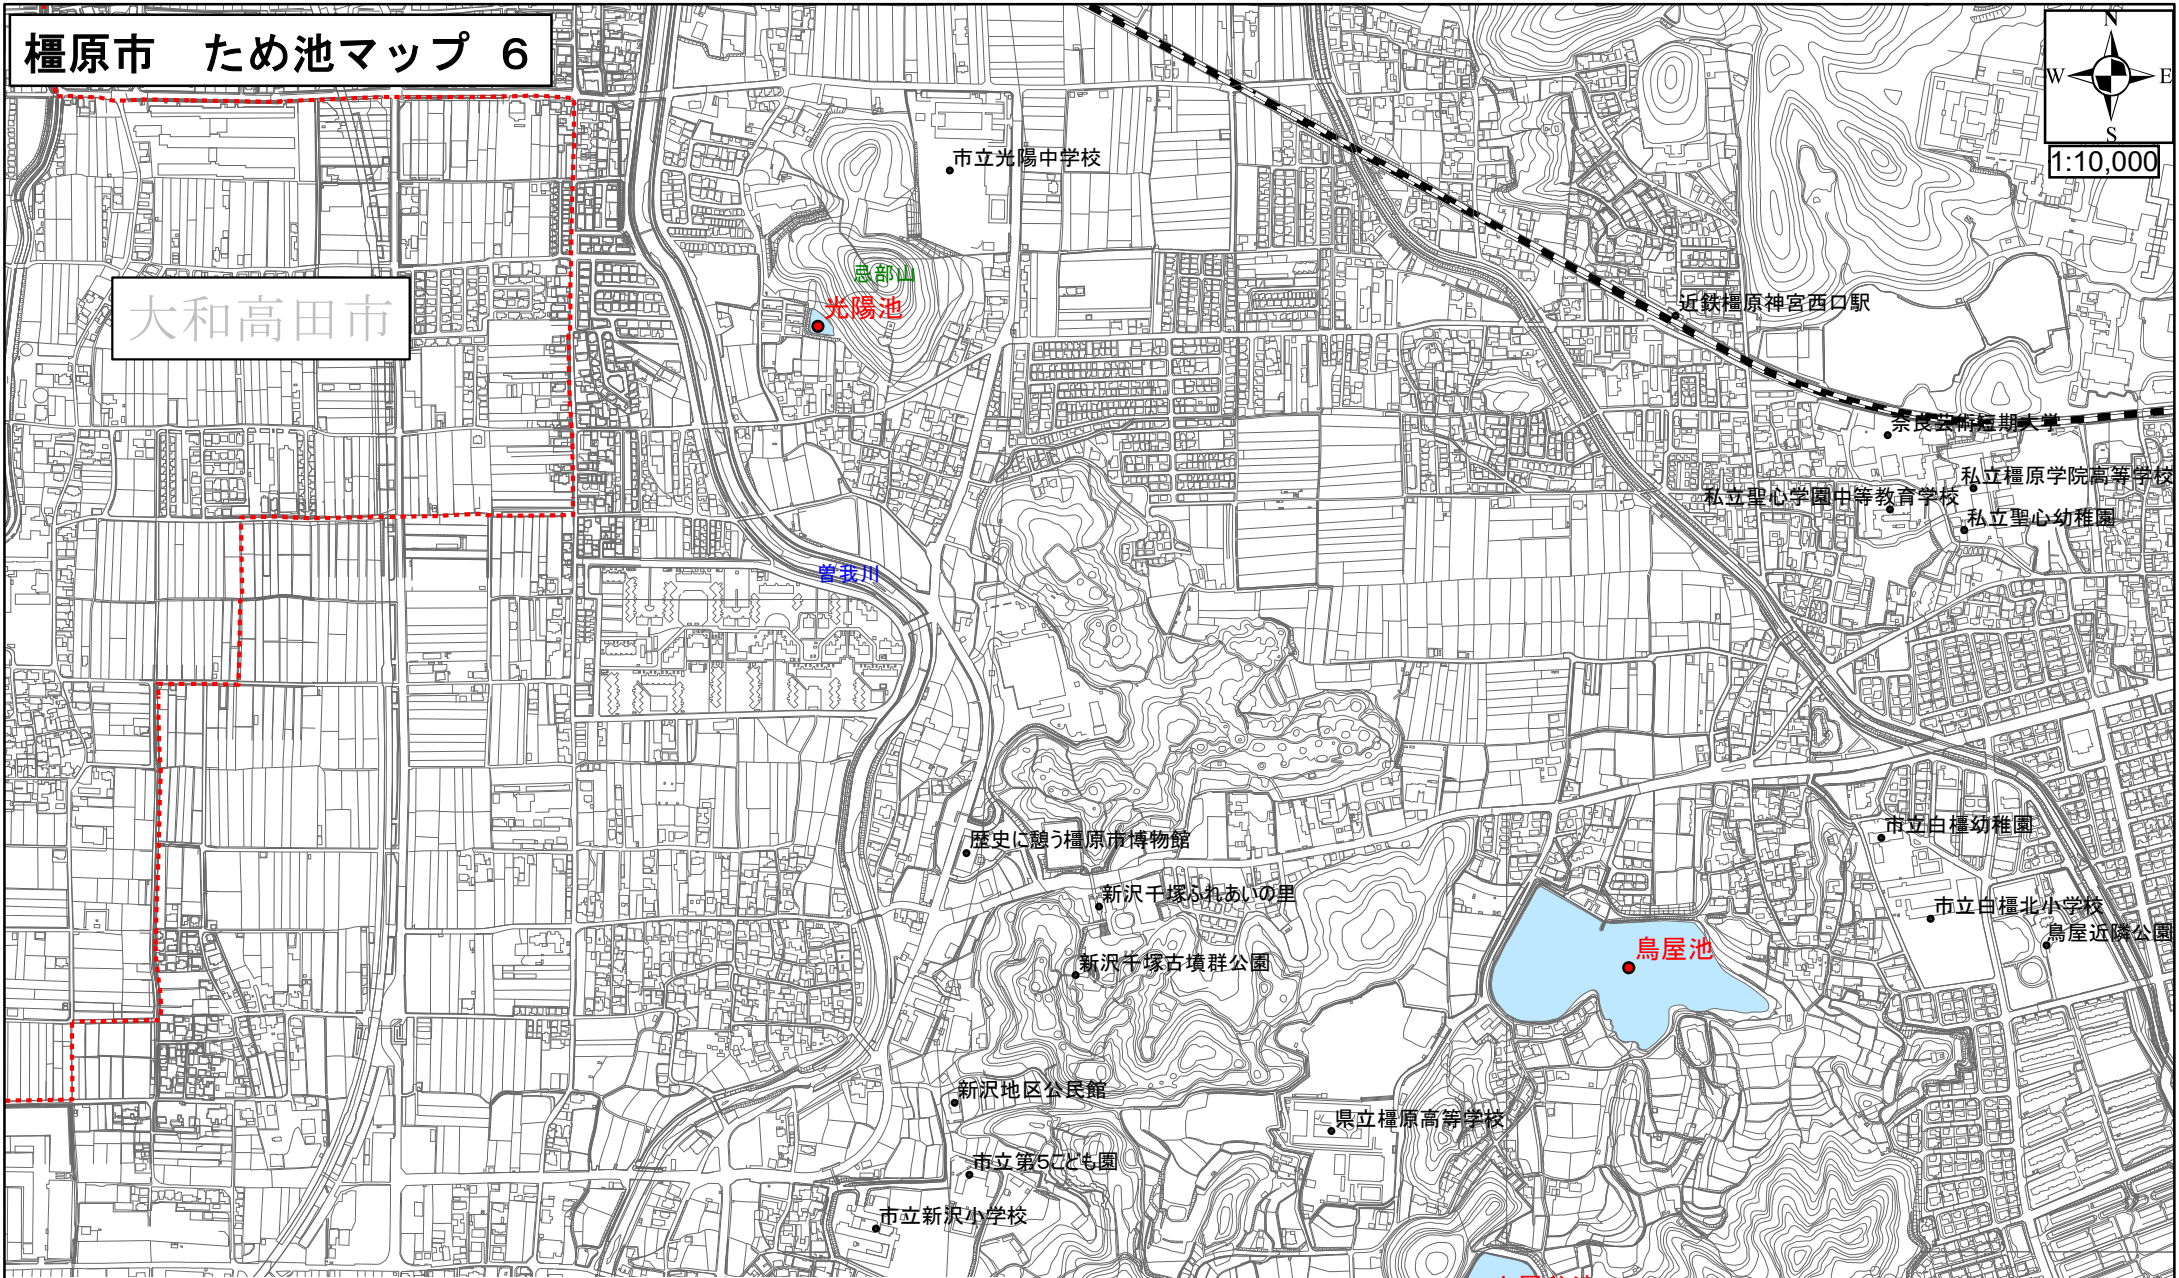 橿原市　ため池マップ　6
N
W
E
S
1:10,000
市立光陽中学校
忌部山
光陽池
大和高田市
近鉄橿原神宮西口駅
奈良芸術短期大学
私立橿原学院高等学校
私立聖心学園中等教育学校
私立聖心幼稚園
曽我川
歴史に憩う橿原市博物館
市立白橿幼稚園
新沢千塚ふれあいの里
市立白橿北小学校
鳥屋近隣公園
鳥屋池
新沢千塚古墳群公園
新沢地区公民館
県立橿原高等学校
市立第5こども園
市立新沢小学校